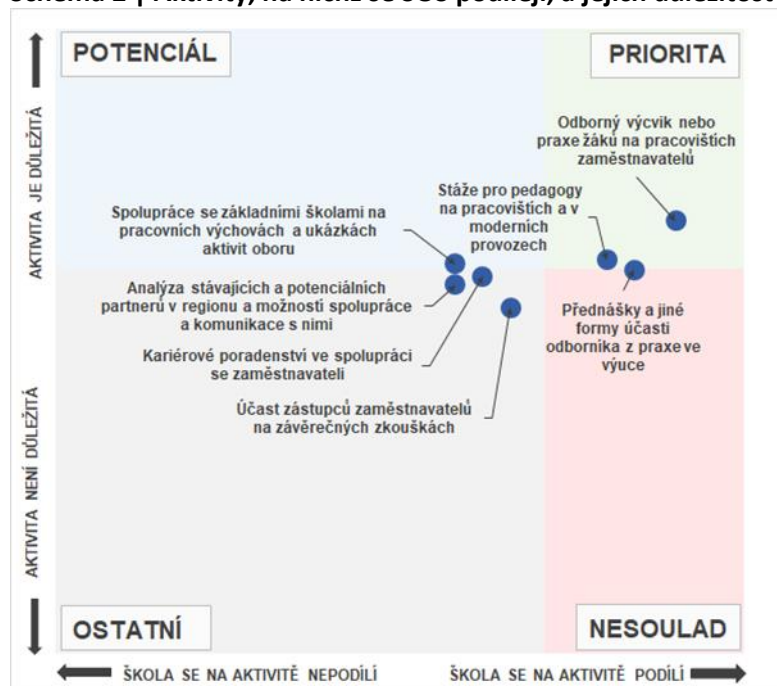 POTENCIÁL
PRIORITA
AKTIVITA JE DŮLEŽITÁ
Odborný výcvik nebo
praxe žáků na pracovištích
zaměstnavatelů
Stáže pro pedagogy
na pracovištích a v
moderních
provozech
Spolupráce se základními školami na
pracovních výchovách a ukázkách
aktivit oboru
Analýza stávajících a potenciálních
partnerů v regionu a možností spolupráce
a komunikace s nimi
Přednášky a jiné
formy účasti
odborníka z praxe ve
výuce
Kariérové poradenství ve spolupráci
se zaměstnavateli
Účast zástupců zaměstnavatelů
na závěrečných zkouškách
AKTIVITA NENÍ DŮLEŽITÁ
OSTATNÍ
NESOULAD
ŠKOLA SE NA AKTIVITĚ NEPODÍLÍ
ŠKOLA SE NA AKTIVITĚ PODÍLÍ